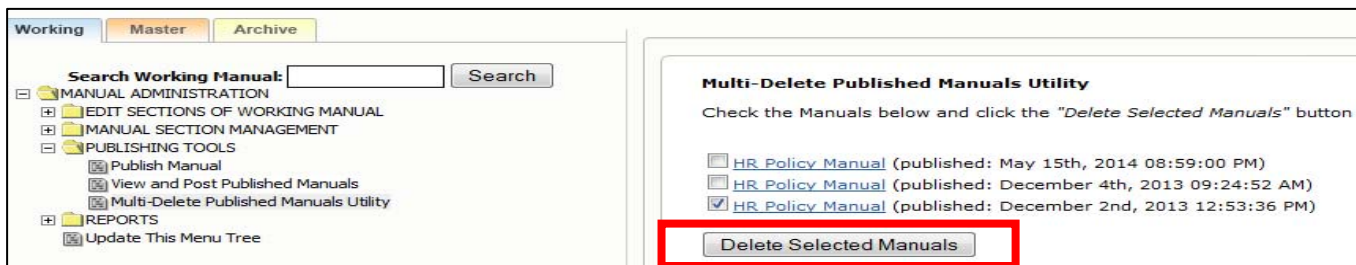 Working Master Archive
Search Working Manual: Search
MANUAL ADMINISTRATION
EDIT SECTIONS OF WORKING MANUAL
MANUAL SECTION MANAGEMENT
PUBLISHING TOOLS
Publish Manual
View and Post Published Manuals
Multi-Delete Published Manuals Utility
REPORTS
Update This Menu Tree
Multi-Delete Published Manuals Utility
Check the Manuals below and click the "Delete Selected Manuals" button
HR Policy Manual (published: May 15th, 2014 08:59:00 PM)
HR Policy Manual (published: December 4th, 2013 09:24:52 AM)
HR Policy Manual (published: December 2nd, 2013 12:53:36 PM)
Delete Selected Manuals